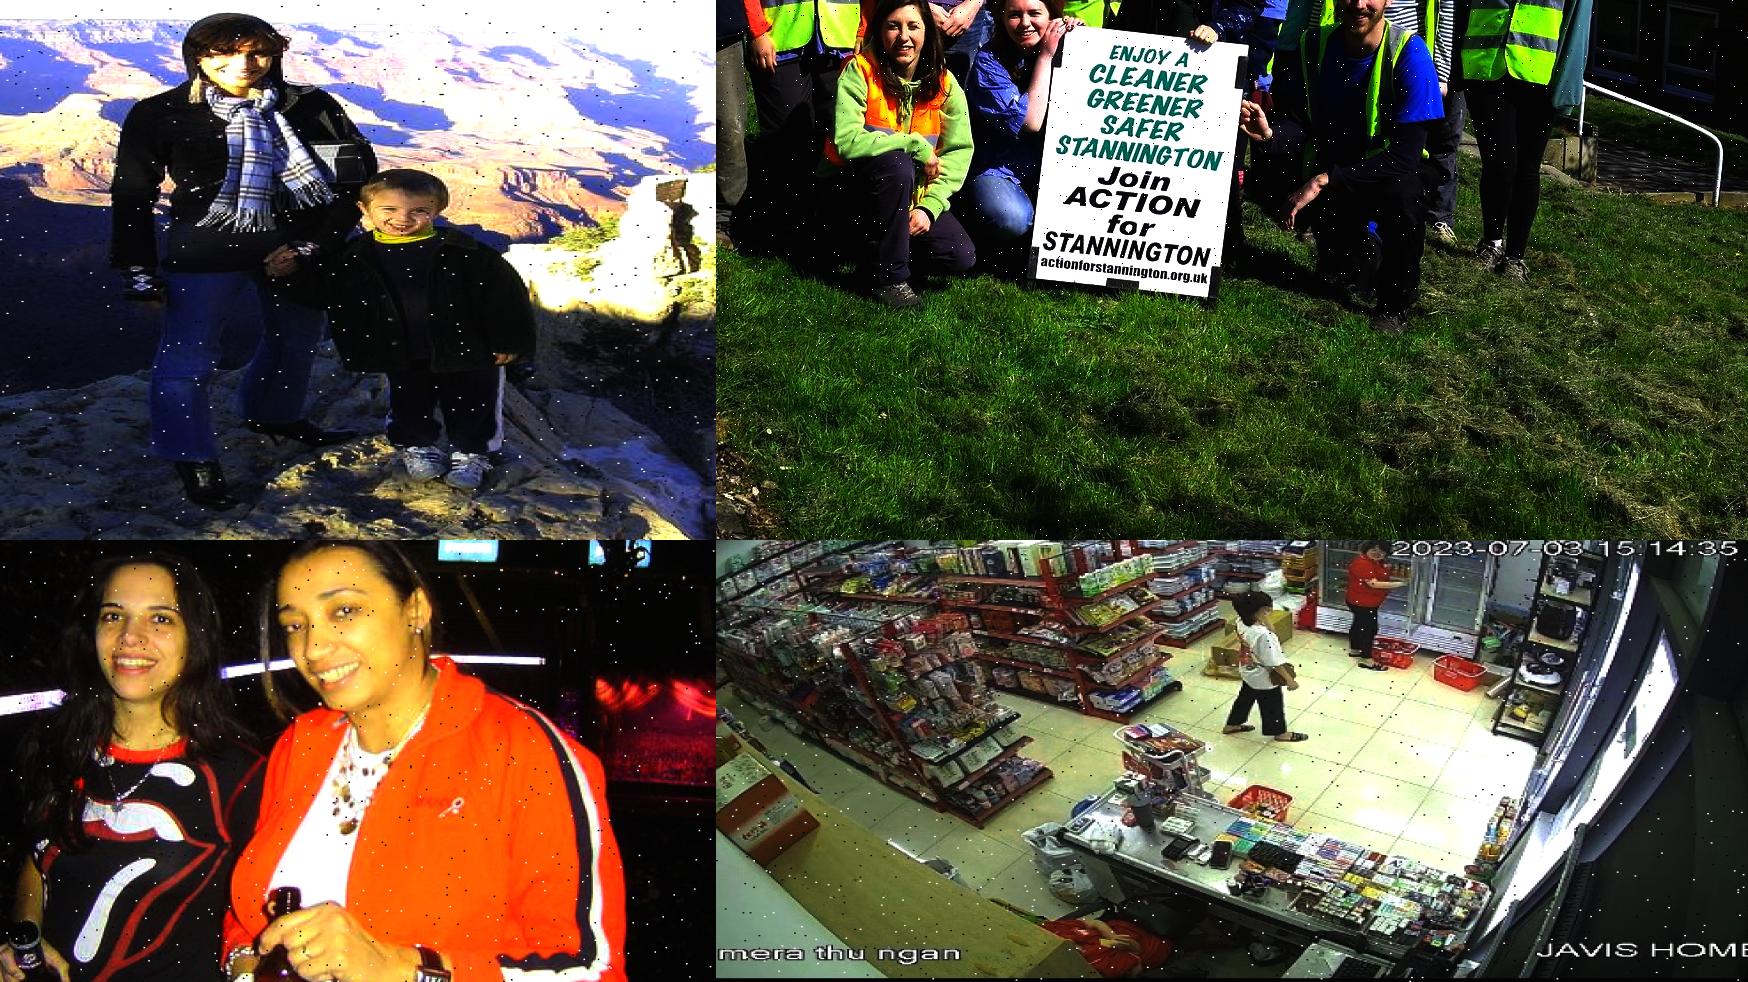 ENJOY A
CLEANER
GREENER
SAFER
STANNINGTON
Join
ACTION
for
STANNINGTON
actionforstannington.org.uk
2023-07-03 15:14:35
mera thu ngan
JAVIS HOME